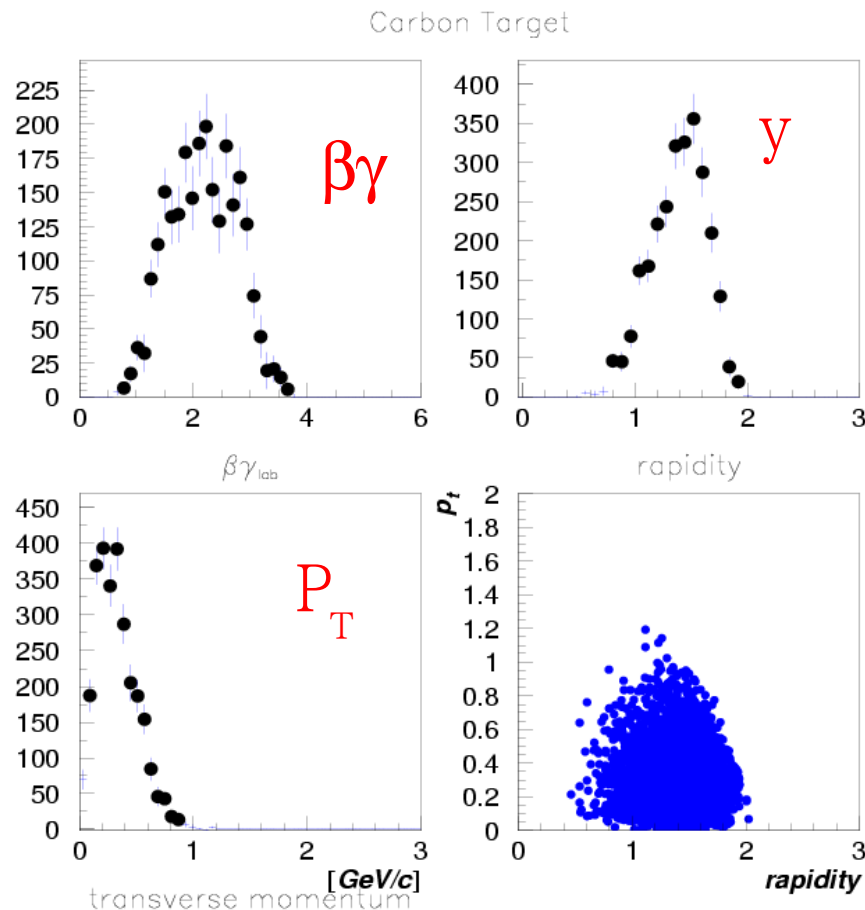 Carbon Target
225
200
175
150
125
100
75
50
25
0
0 2 4 6
βγ
βγlab
400
350
300
250
200
150
100
50
0
0 1 2 3
y
rapidity
450
400
350
300
250
200
150
100
50
0
0 1 2 3
PT
[GeV/c]
transverse momentum
pt
2
1.8
1.6
1.4
1.2
1
0.8
0.6
0.4
0.2
0
0 1 2 3
rapidity